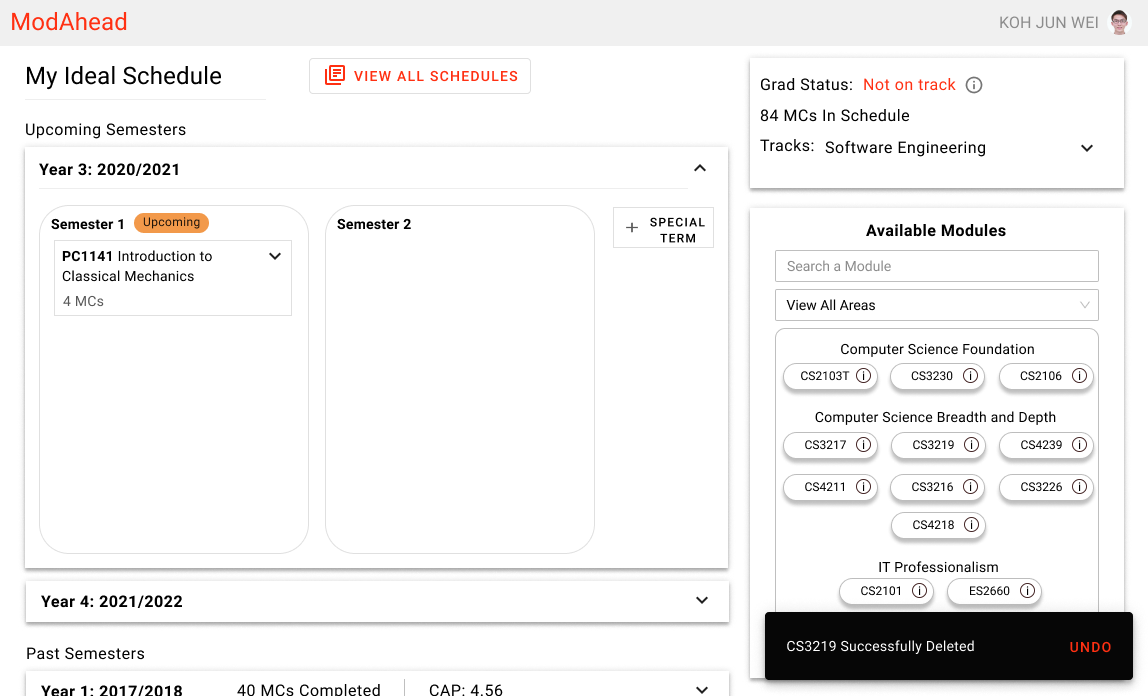 ModAhead
KOH JUN WEI
My Ideal Schedule
VIEW ALL SCHEDULES
Upcoming Semesters
Year 3: 2020/2021
Semester 1 Upcoming
PC1141 Introduction to
Classical Mechanics
4 MCs
Semester 2
+ SPECIAL
TERM
Year 4: 2021/2022
Past Semesters
Year 1: 2017/2018 40 MCs Completed CAP: 4.56
Grad Status: Not on track
84 MCs In Schedule
Tracks: Software Engineering
Available Modules
Search a Module
View All Areas
Computer Science Foundation
CS2103T CS3230 CS2106
Computer Science Breadth and Depth
CS3217 CS3219 CS4239
CS4211 CS3216 CS3226
CS4218
IT Professionalism
CS2101 ES2660
CS3219 Successfully Deleted UNDO